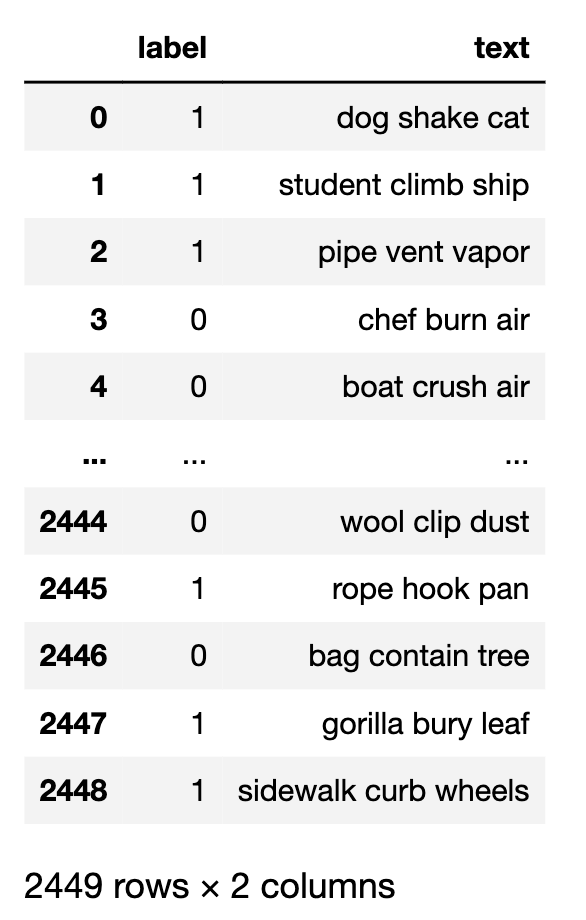 label text
0 1 dog shake cat
1 1 student climb ship
2 1 pipe vent vapor
3 0 chef burn air
4 0 boat crush air
... ... ...
2444 0 wool clip dust
2445 1 rope hook pan
2446 0 bag contain tree
2447 1 gorilla bury leaf
2448 1 sidewalk curb wheels
2449 rows × 2 columns